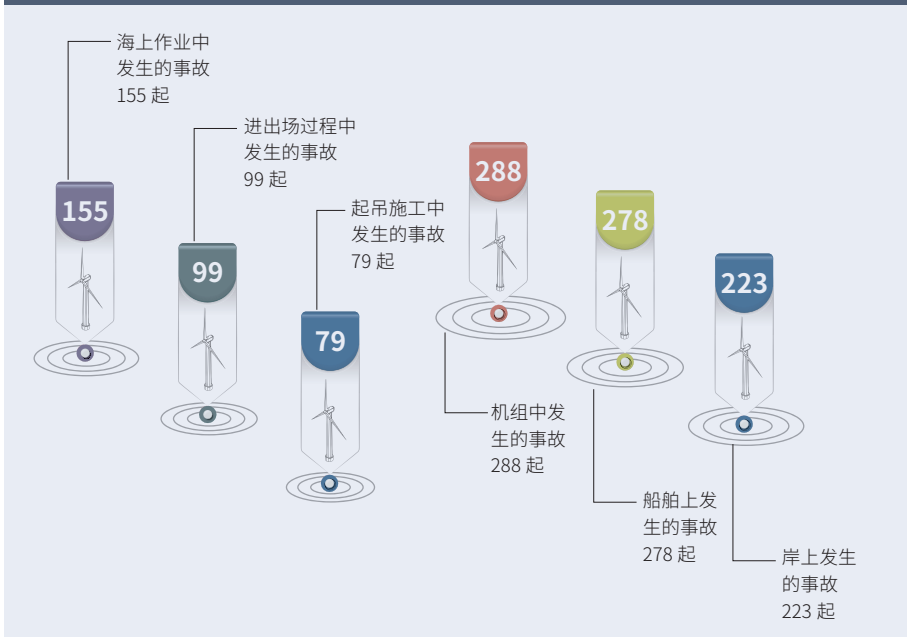 海上作业中
发生的事故
155 起
155
进出场过程中
发生的事故
99 起
99
起吊施工中
发生的事故
79 起
79
288
机组中发
生的事故
288 起
278
船舶上发
生的事故
278 起
223
岸上发生
的事故
223 起